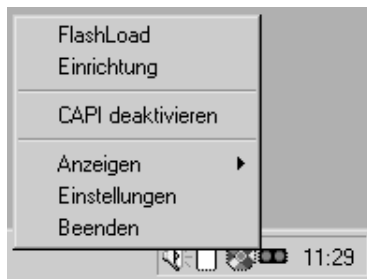 FlashLoad
Einrichtung
CAPI deaktivieren
Anzeigen
Einstellungen
Beenden
11:29